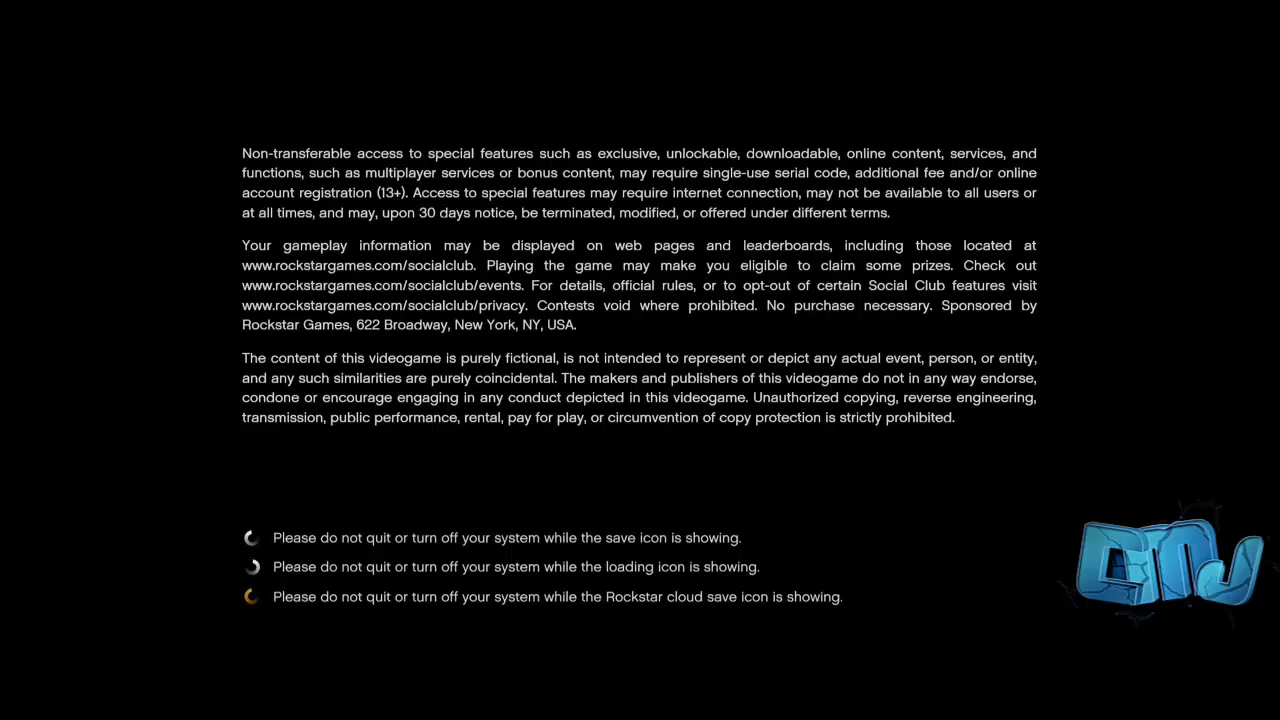 Non-transferable access to special features such as exclusive, unlockable, downloadable, online content, services, and
functions, such as multiplayer services or bonus content, may require single-use serial code, additional fee and/or online
account registration (13+). Access to special features may require internet connection, may not be available to all users or
at all times, and may, upon 30 days notice, be terminated, modified, or offered under different terms.
Your gameplay information may be displayed on web pages and leaderboards, including those located at
www.rockstargames.com/socialclub. Playing the game may make you eligible to claim some prizes. Check out
www.rockstargames.com/socialclub/events. For details, official rules, or to opt-out of certain Social Club features visit
www.rockstargames.com/socialclub/privacy. Contests void where prohibited. No purchase necessary. Sponsored by
Rockstar Games, 622 Broadway, New York, NY, USA.
The content of this videogame is purely fictional, is not intended to represent or depict any actual event, person, or entity,
and any such similarities are purely coincidental. The makers and publishers of this videogame do not in any way endorse,
condone or encourage engaging in any conduct depicted in this videogame. Unauthorized copying, reverse engineering,
transmission, public performance, rental, pay for play, or circumvention of copy protection is strictly prohibited.
Please do not quit or turn off your system while the save icon is showing.
Please do not quit or turn off your system while the loading icon is showing.
Please do not quit or turn off your system while the Rockstar cloud save icon is showing.